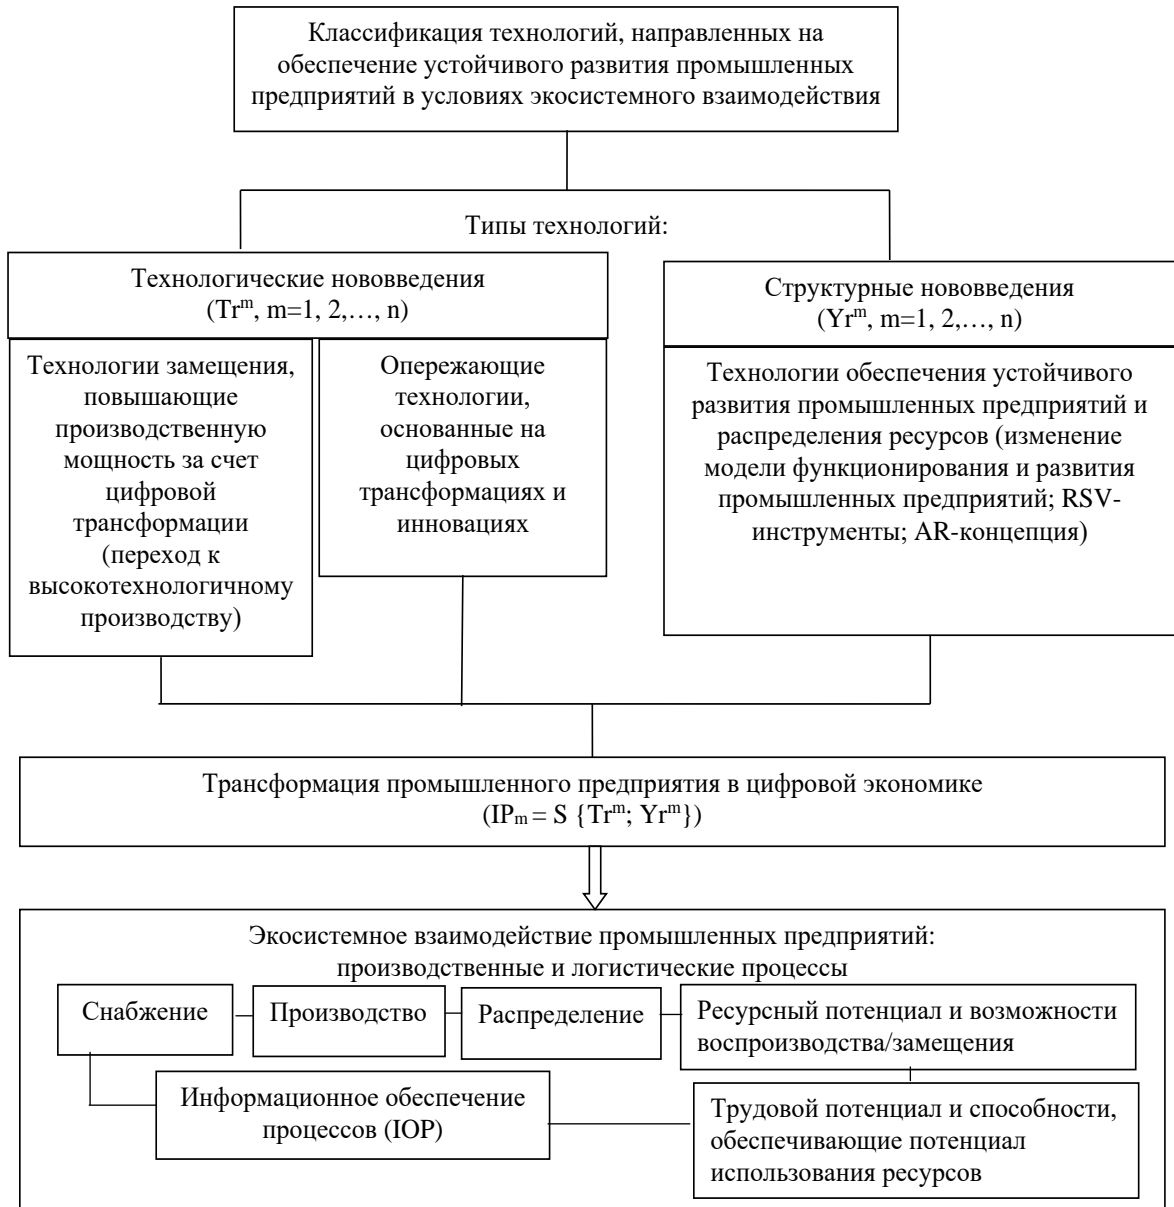 Классификация технологий, направленных на
обеспечение устойчивого развития промышленных
предприятий в условиях экосистемного взаимодействия
Типы технологий:
Технологические нововведения
(Trᵐ, m=1, 2,…, n)
Структурные нововведения
(Yrᵐ, m=1, 2,…, n)
Технологии замещения,
повышающие
производственную
мощность за счет
цифровой
трансформации
(переход к
высокотехнологичному
производству)
Опережающие
технологии,
основанные на
цифровых
трансформациях и
инновациях
Технологии обеспечения устойчивого
развития промышленных предприятий и
распределения ресурсов (изменение
модели функционирования и развития
промышленных предприятий; RSV-
инструменты; AR-концепция)
Трансформация промышленного предприятия в цифровой экономике
(IPₘ = S {Trᵐ; Yrᵐ})
Экосистемное взаимодействие промышленных предприятий:
производственные и логистические процессы
Снабжение
Производство
Распределение
Ресурсный потенциал и возможности
воспроизводства/замещения
Информационное обеспечение
процессов (IOP)
Трудовой потенциал и способности,
обеспечивающие потенциал
использования ресурсов